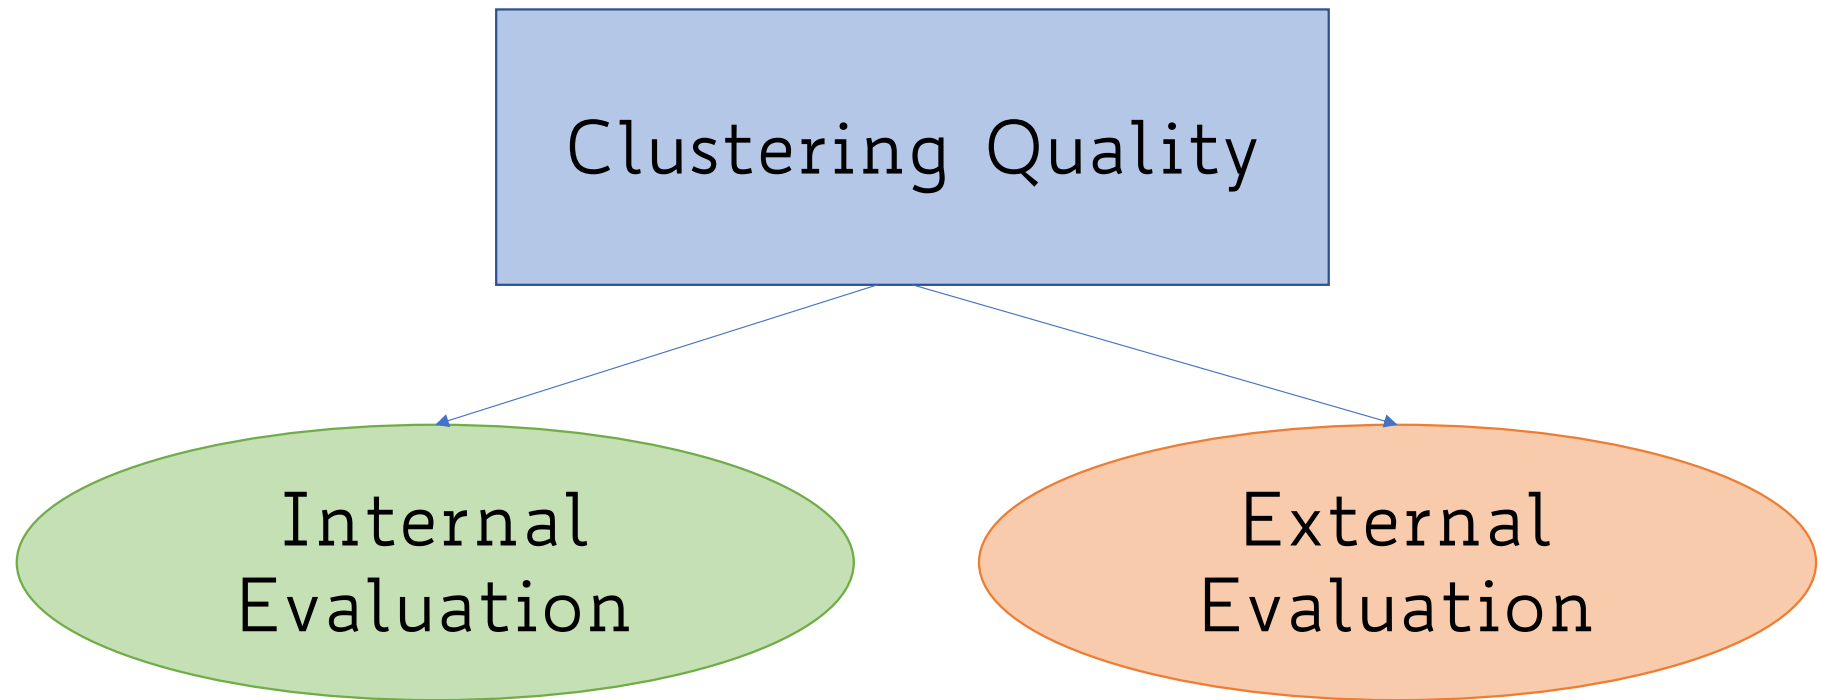 Clustering Quality
Internal
Evaluation
External
Evaluation